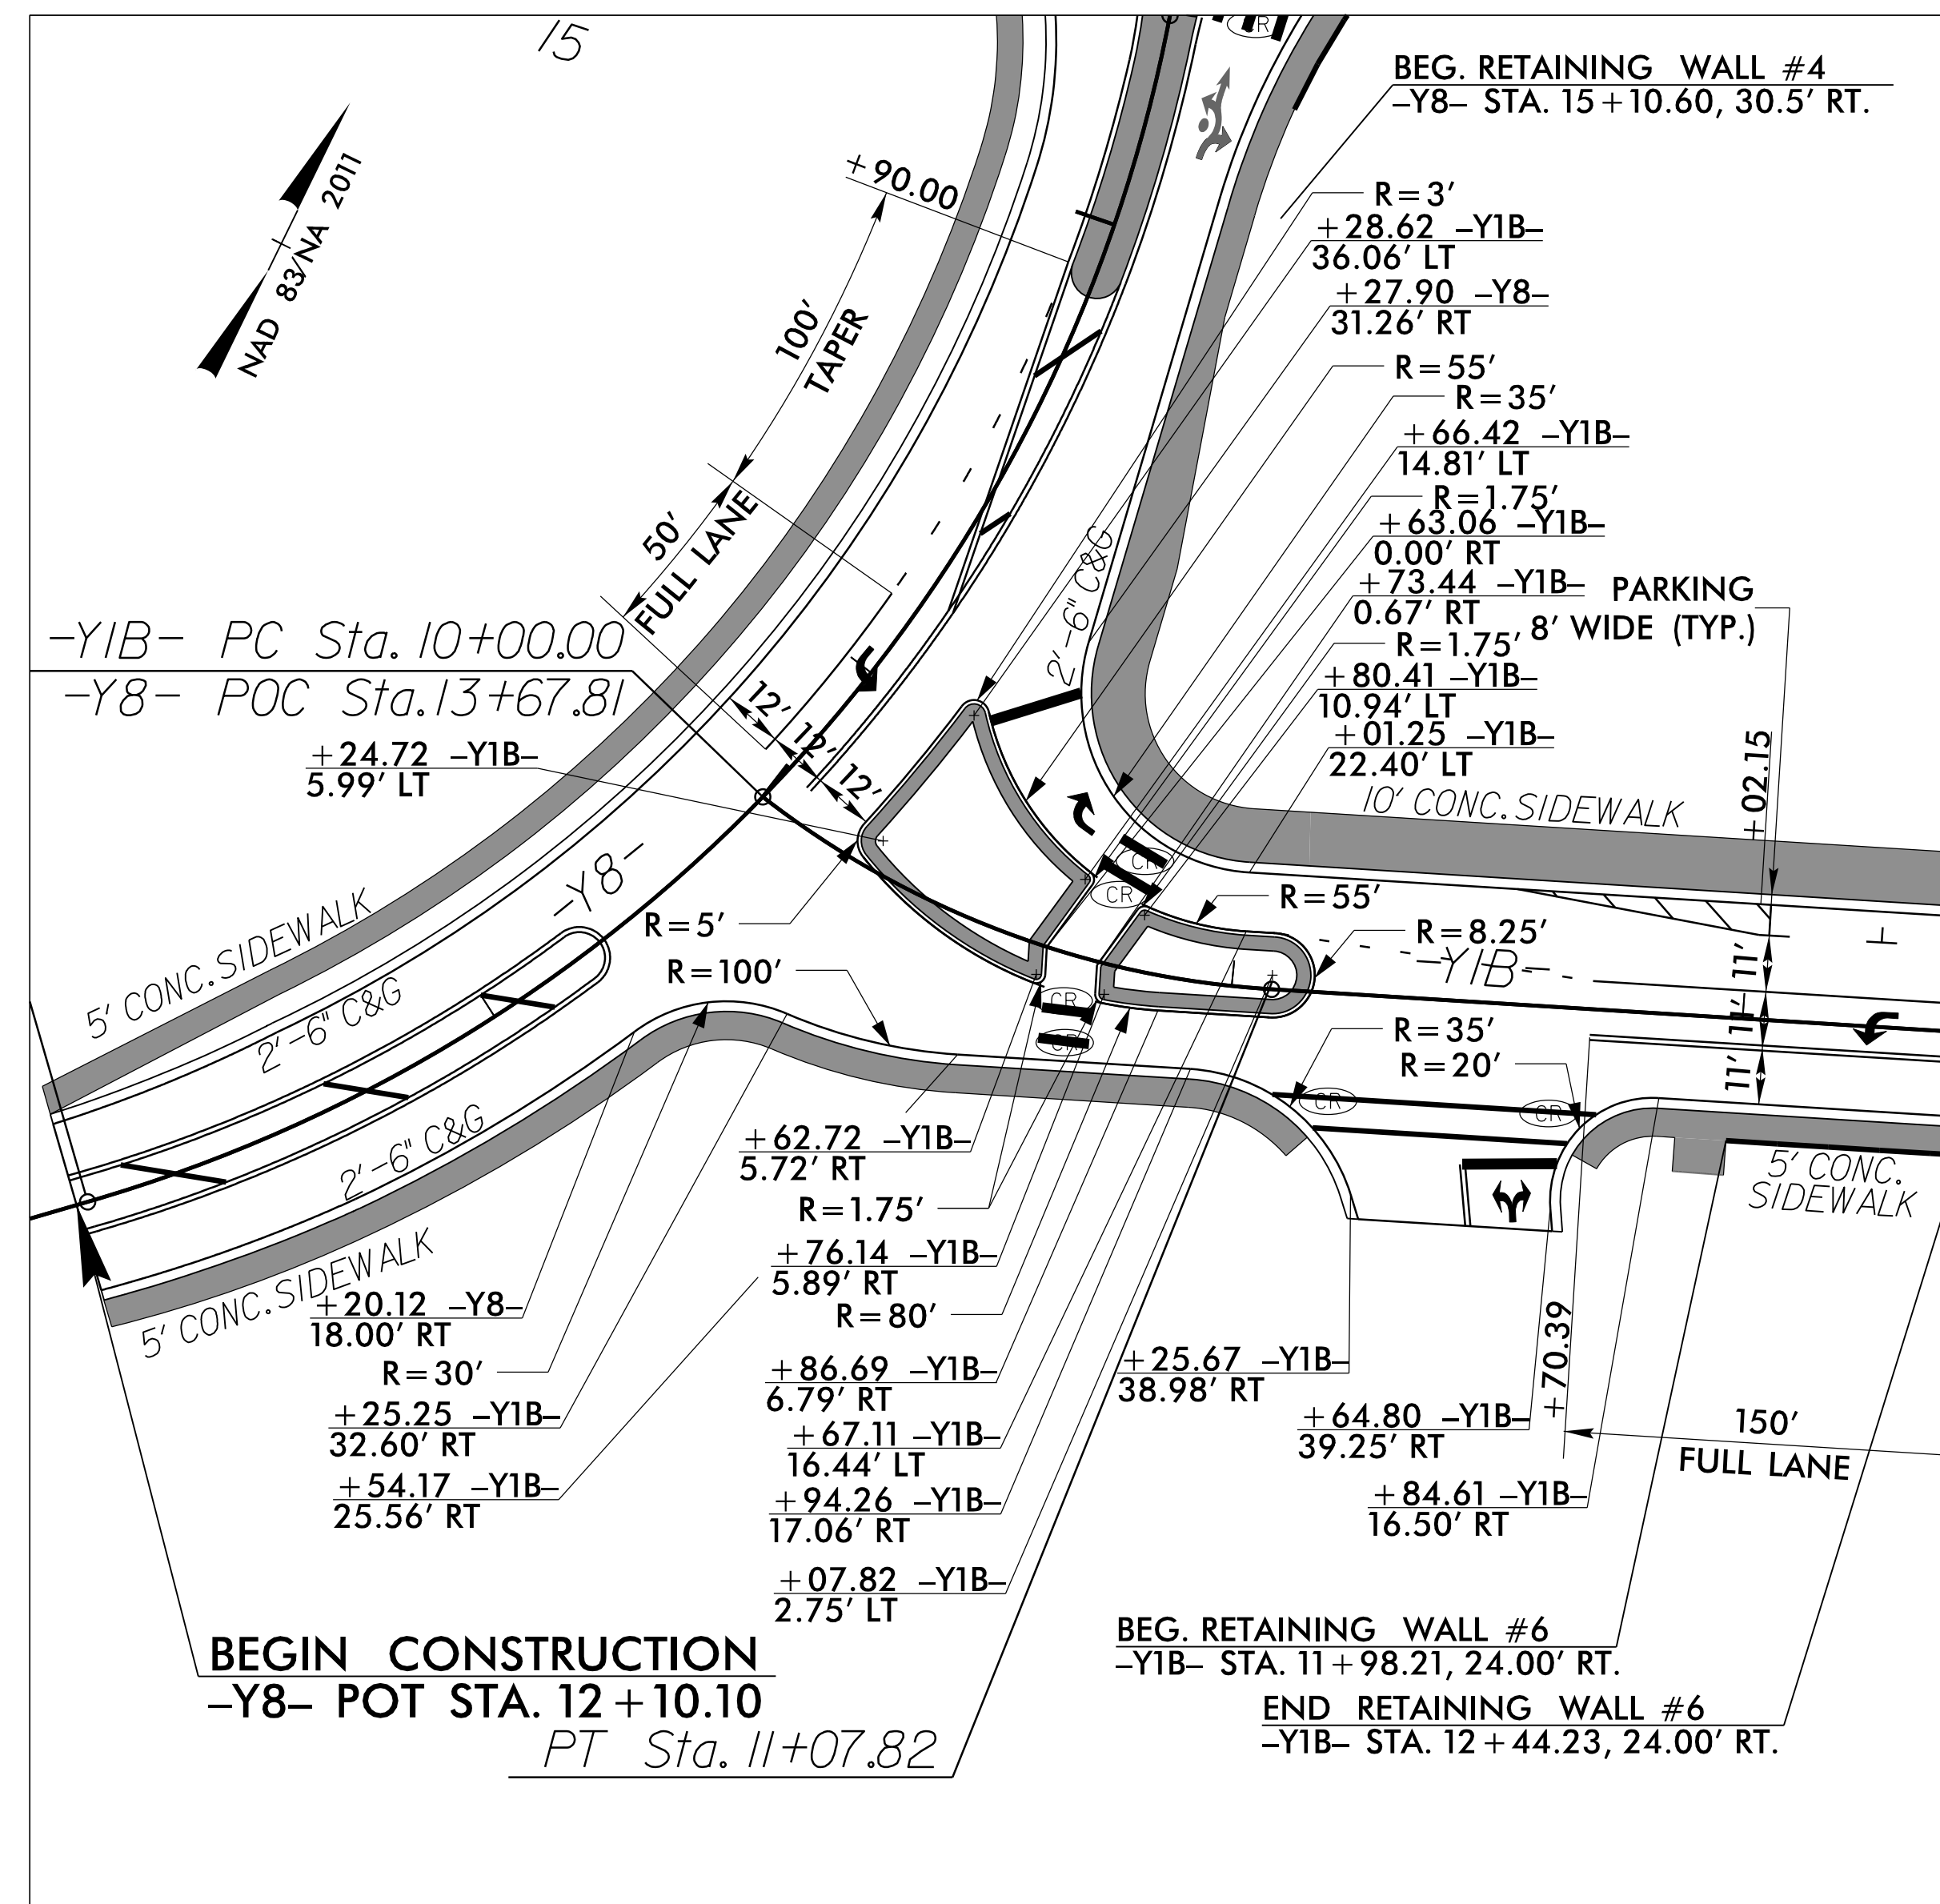 15
CR
BEG. RETAINING WALL #4
–Y8– STA. 15+10.60, 30.5' RT.
NAD 83/NA 2011
+90.00
100'
TAPER
50'
FULL LANE
R=3'
+28.62 –Y1B–
36.06' LT
+27.90 –Y8–
31.26' RT
R=55'
R=35'
+66.42 –Y1B–
14.81' LT
R=1.75'
+63.06 –Y1B–
0.00' RT
+73.44 –Y1B–
0.67' RT
R=1.75'
+80.41 –Y1B–
10.94' LT
+01.25 –Y1B–
22.40' LT
PARKING
8' WIDE (TYP.)
+02.15
2'-6" C&G
-Y1B- PC Sta. 10+00.00
-Y8- POC Sta. 13+67.81
+24.72 –Y1B–
5.99' LT
12'
12'
12'
10' CONC. SIDEWALK
-Y8-
CR
CR
R=5'
R=100'
R=55'
R=8.25'
-Y1B-
11'
11'
11'
5' CONC. SIDEWALK
2'-6" C&G
2'-6" C&G
5' CONC. SIDEWALK
CR
CR
R=35'
R=20'
CR
CR
5' CONC.
SIDEWALK
+62.72 –Y1B–
5.72' RT
R=1.75'
+76.14 –Y1B–
5.89' RT
R=80'
+20.12 –Y8–
18.00' RT
R=30'
+25.25 –Y1B–
32.60' RT
+54.17 –Y1B–
25.56' RT
+86.69 –Y1B–
6.79' RT
+67.11 –Y1B–
16.44' LT
+94.26 –Y1B–
17.06' RT
+07.82 –Y1B–
2.75' LT
+25.67 –Y1B–
38.98' RT
+64.80 –Y1B–
39.25' RT
+70.39
+84.61 –Y1B–
16.50' RT
150'
FULL LANE
BEGIN CONSTRUCTION
–Y8– POT STA. 12+10.10
PT Sta. 11+07.82
BEG. RETAINING WALL #6
–Y1B– STA. 11+98.21, 24.00' RT.
END RETAINING WALL #6
–Y1B– STA. 12+44.23, 24.00' RT.